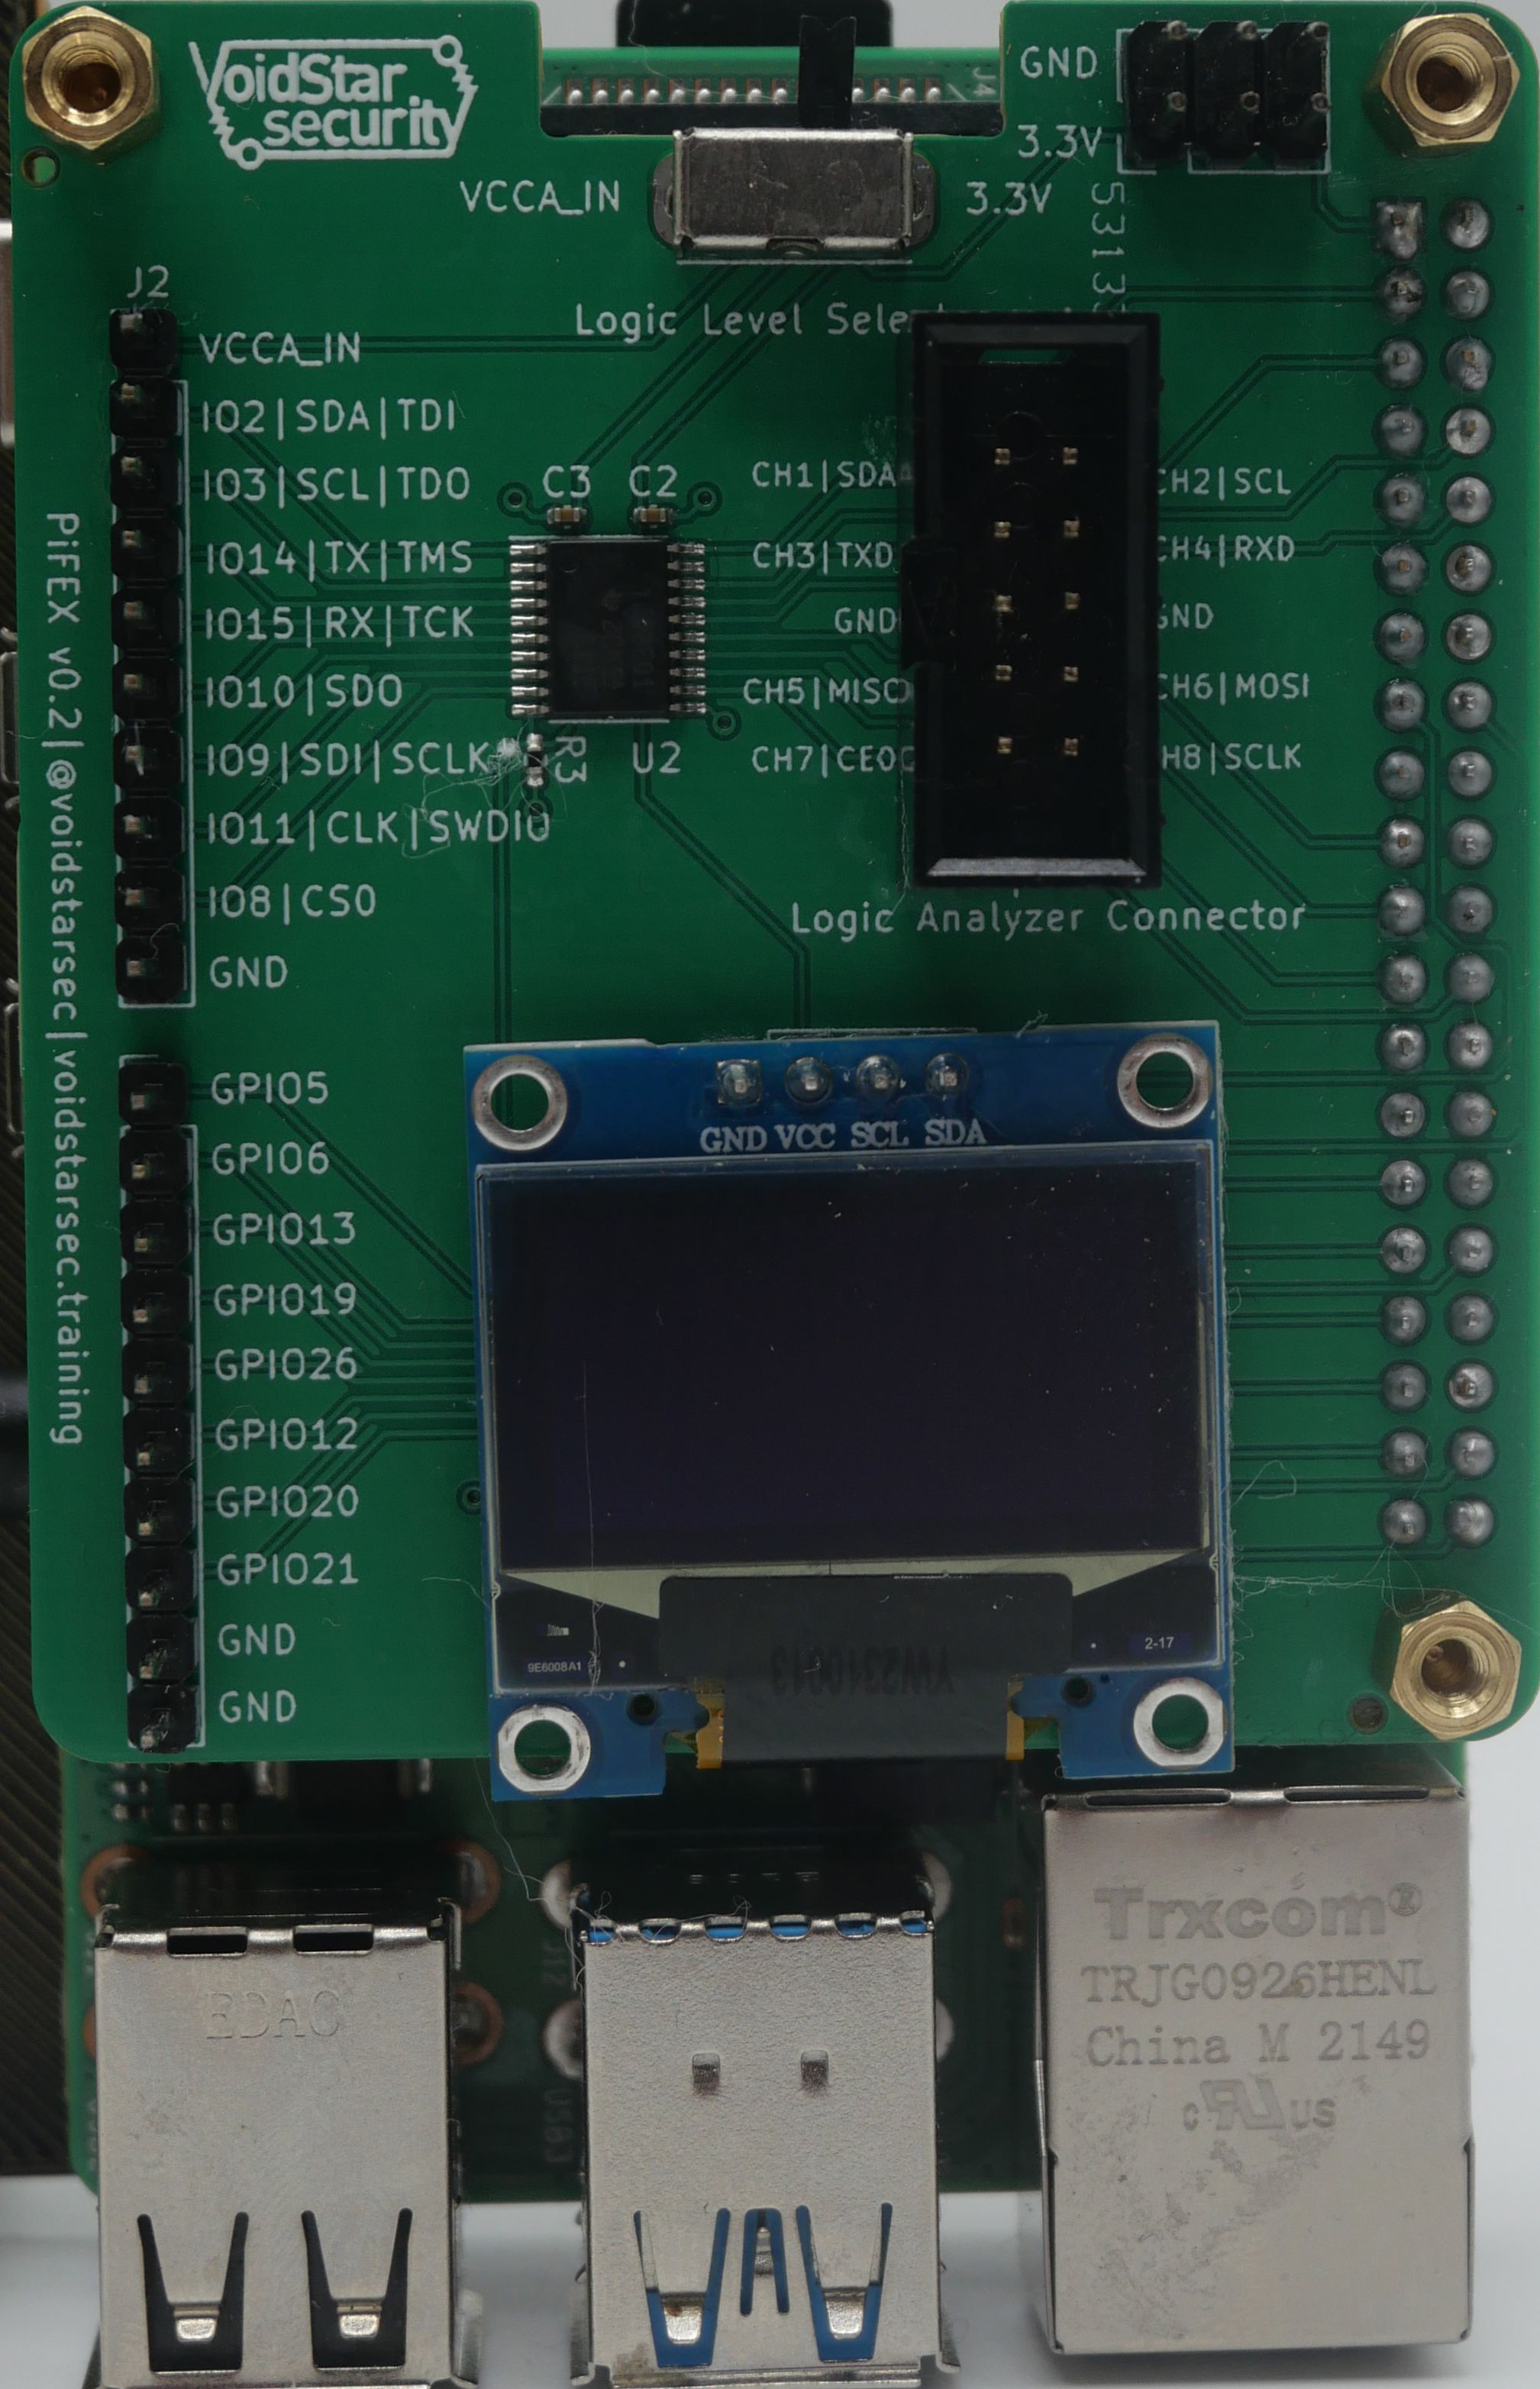 VoidStar
security
GND
3.3V
VCCA_IN
3.3V
J4
J2
Logic Level
VCCA_IN
IO2|SDA|TDI
IO3|SCL|TDO
IO14|TX|TMS
IO15|RX|TCK
IO10|SDO
IO9|SDI|SCLK
IO11|CLK|SWDIO
IO8|CS0
GND
C3
C2
R3
U2
CH1|SDA
CH2|SCL
CH3|TXD
CH4|RXD
GND
GND
CH5|MISO
CH6|MOSI
CH7|CE0
CH8|SCLK
Logic Analyzer Connector
PiFEX v0.2|@voidstarsec|voidstarsec.training
GPIO5
GPIO6
GPIO13
GPIO19
GPIO26
GPIO12
GPIO20
GPIO21
GND
GND
GND VCC SCL SDA
9E6008A1
2-17
YW2310013
EDAC
J12
USB3
Trxcom®
TRJG0926HENL
China M 2149
c US